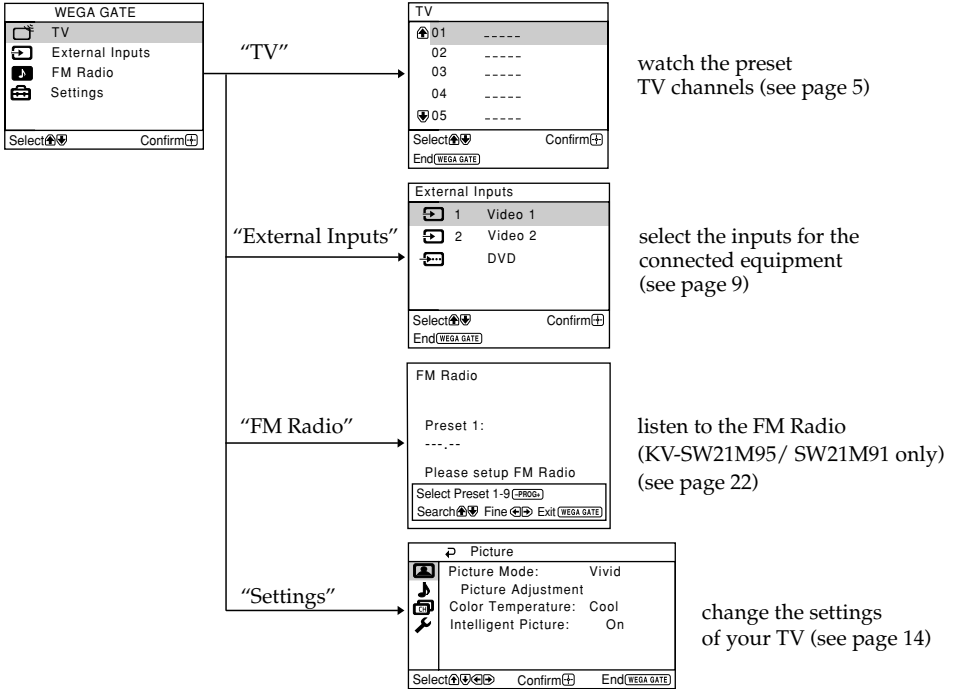 WEGA GATE
TV
External Inputs
FM Radio
Settings
Select Confirm
"TV"
TV
01 -----
02 -----
03 -----
04 -----
05 -----
Select Confirm
End WEGA GATE
watch the preset
TV channels (see page 5)
"External Inputs"
External Inputs
1 Video 1
2 Video 2
DVD
Select Confirm
End WEGA GATE
select the inputs for the
connected equipment
(see page 9)
"FM Radio"
FM Radio
Preset 1:
---.--
Please setup FM Radio
Select Preset 1-9 -PROG+
Search Fine Exit WEGA GATE
listen to the FM Radio
(KV-SW21M95/ SW21M91 only)
(see page 22)
"Settings"
Picture
Picture Mode: Vivid
Picture Adjustment
CH
Color Temperature: Cool
Intelligent Picture: On
Select Confirm End WEGA GATE
change the settings
of your TV (see page 14)